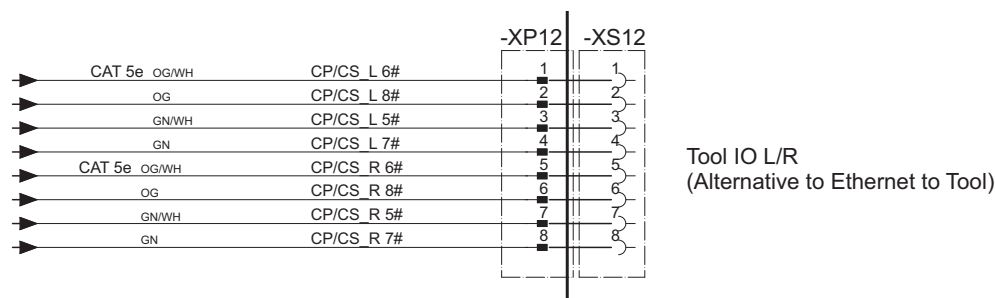 -XP12 -XS12
CAT 5e OG/WH CP/CS_L 6# 1 1
OG CP/CS_L 8# 2 2
GN/WH CP/CS_L 5# 3 3
GN CP/CS_L 7# 4 4
CAT 5e OG/WH CP/CS_R 6# 5 5
OG CP/CS_R 8# 6 6
GN/WH CP/CS_R 5# 7 7
GN CP/CS_R 7# 8 8
Tool IO L/R
(Alternative to Ethernet to Tool)